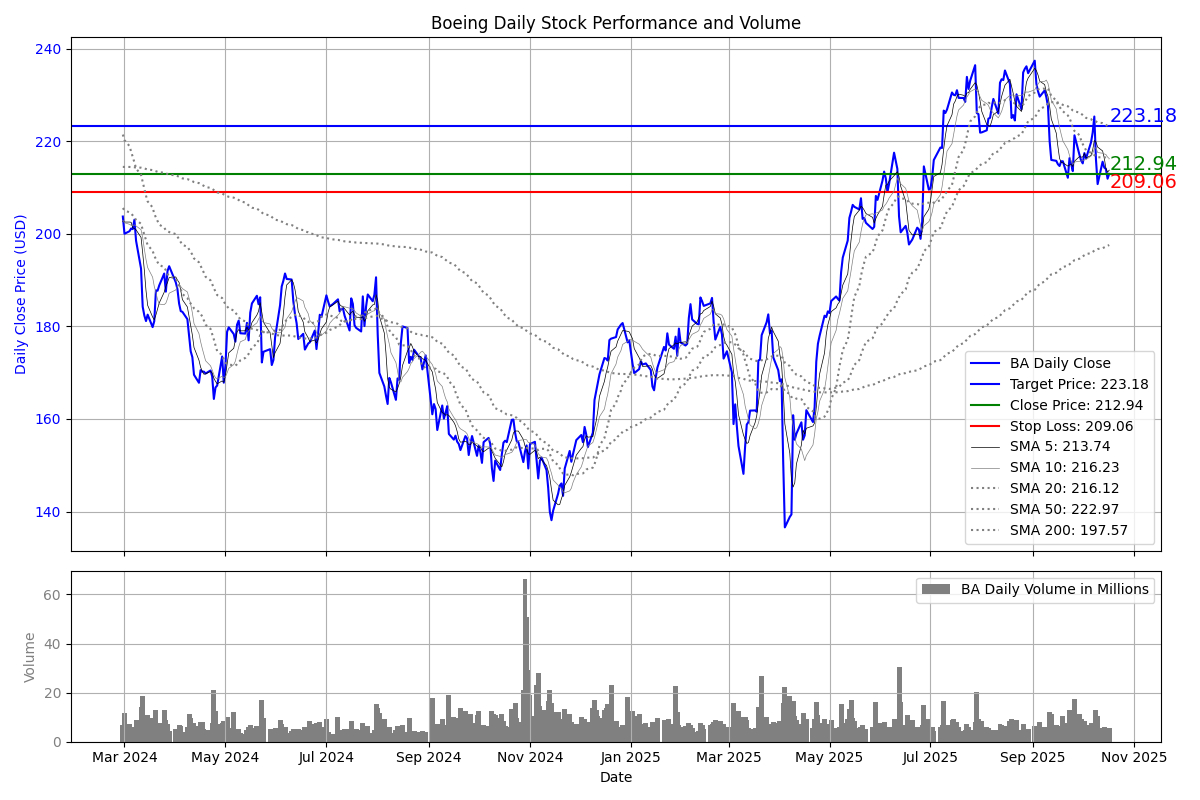 Boeing Daily Stock Performance and Volume
Daily Close Price (USD)
240
220
200
180
160
140
223.18
212.94
209.06
BA Daily Close
Target Price: 223.18
Close Price: 212.94
Stop Loss: 209.06
SMA 5: 213.74
SMA 10: 216.23
SMA 20: 216.12
SMA 50: 222.97
SMA 200: 197.57
Volume
60
40
20
0
BA Daily Volume in Millions
Mar 2024 May 2024 Jul 2024 Sep 2024 Nov 2024 Jan 2025 Mar 2025 May 2025 Jul 2025 Sep 2025 Nov 2025
Date